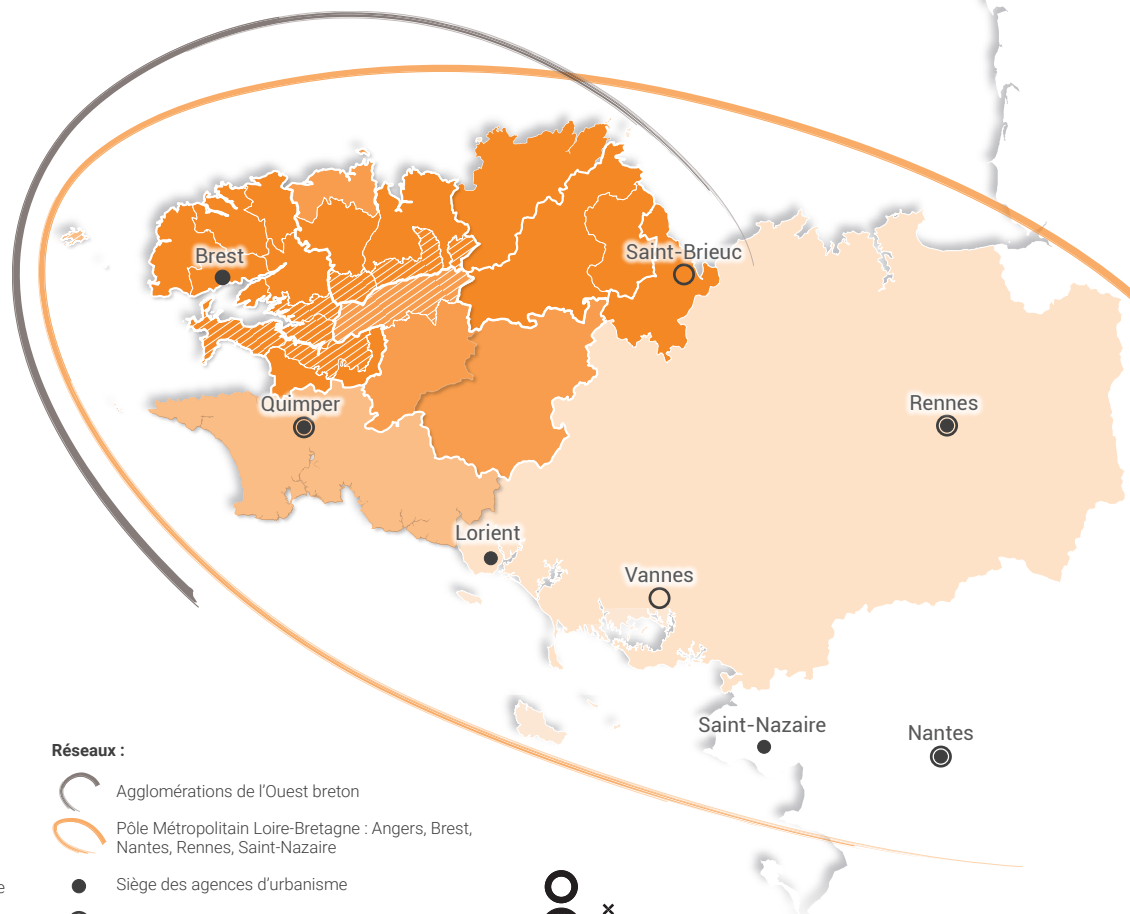 Brest
Saint-Brieuc
Quimper
Rennes
Lorient
Vannes
Saint-Nazaire
Nantes
Réseaux :
Agglomérations de l'Ouest breton
Pôle Métropolitain Loire-Bretagne : Angers, Brest,
Nantes, Rennes, Saint-Nazaire
e
Siège des agences d'urbanisme